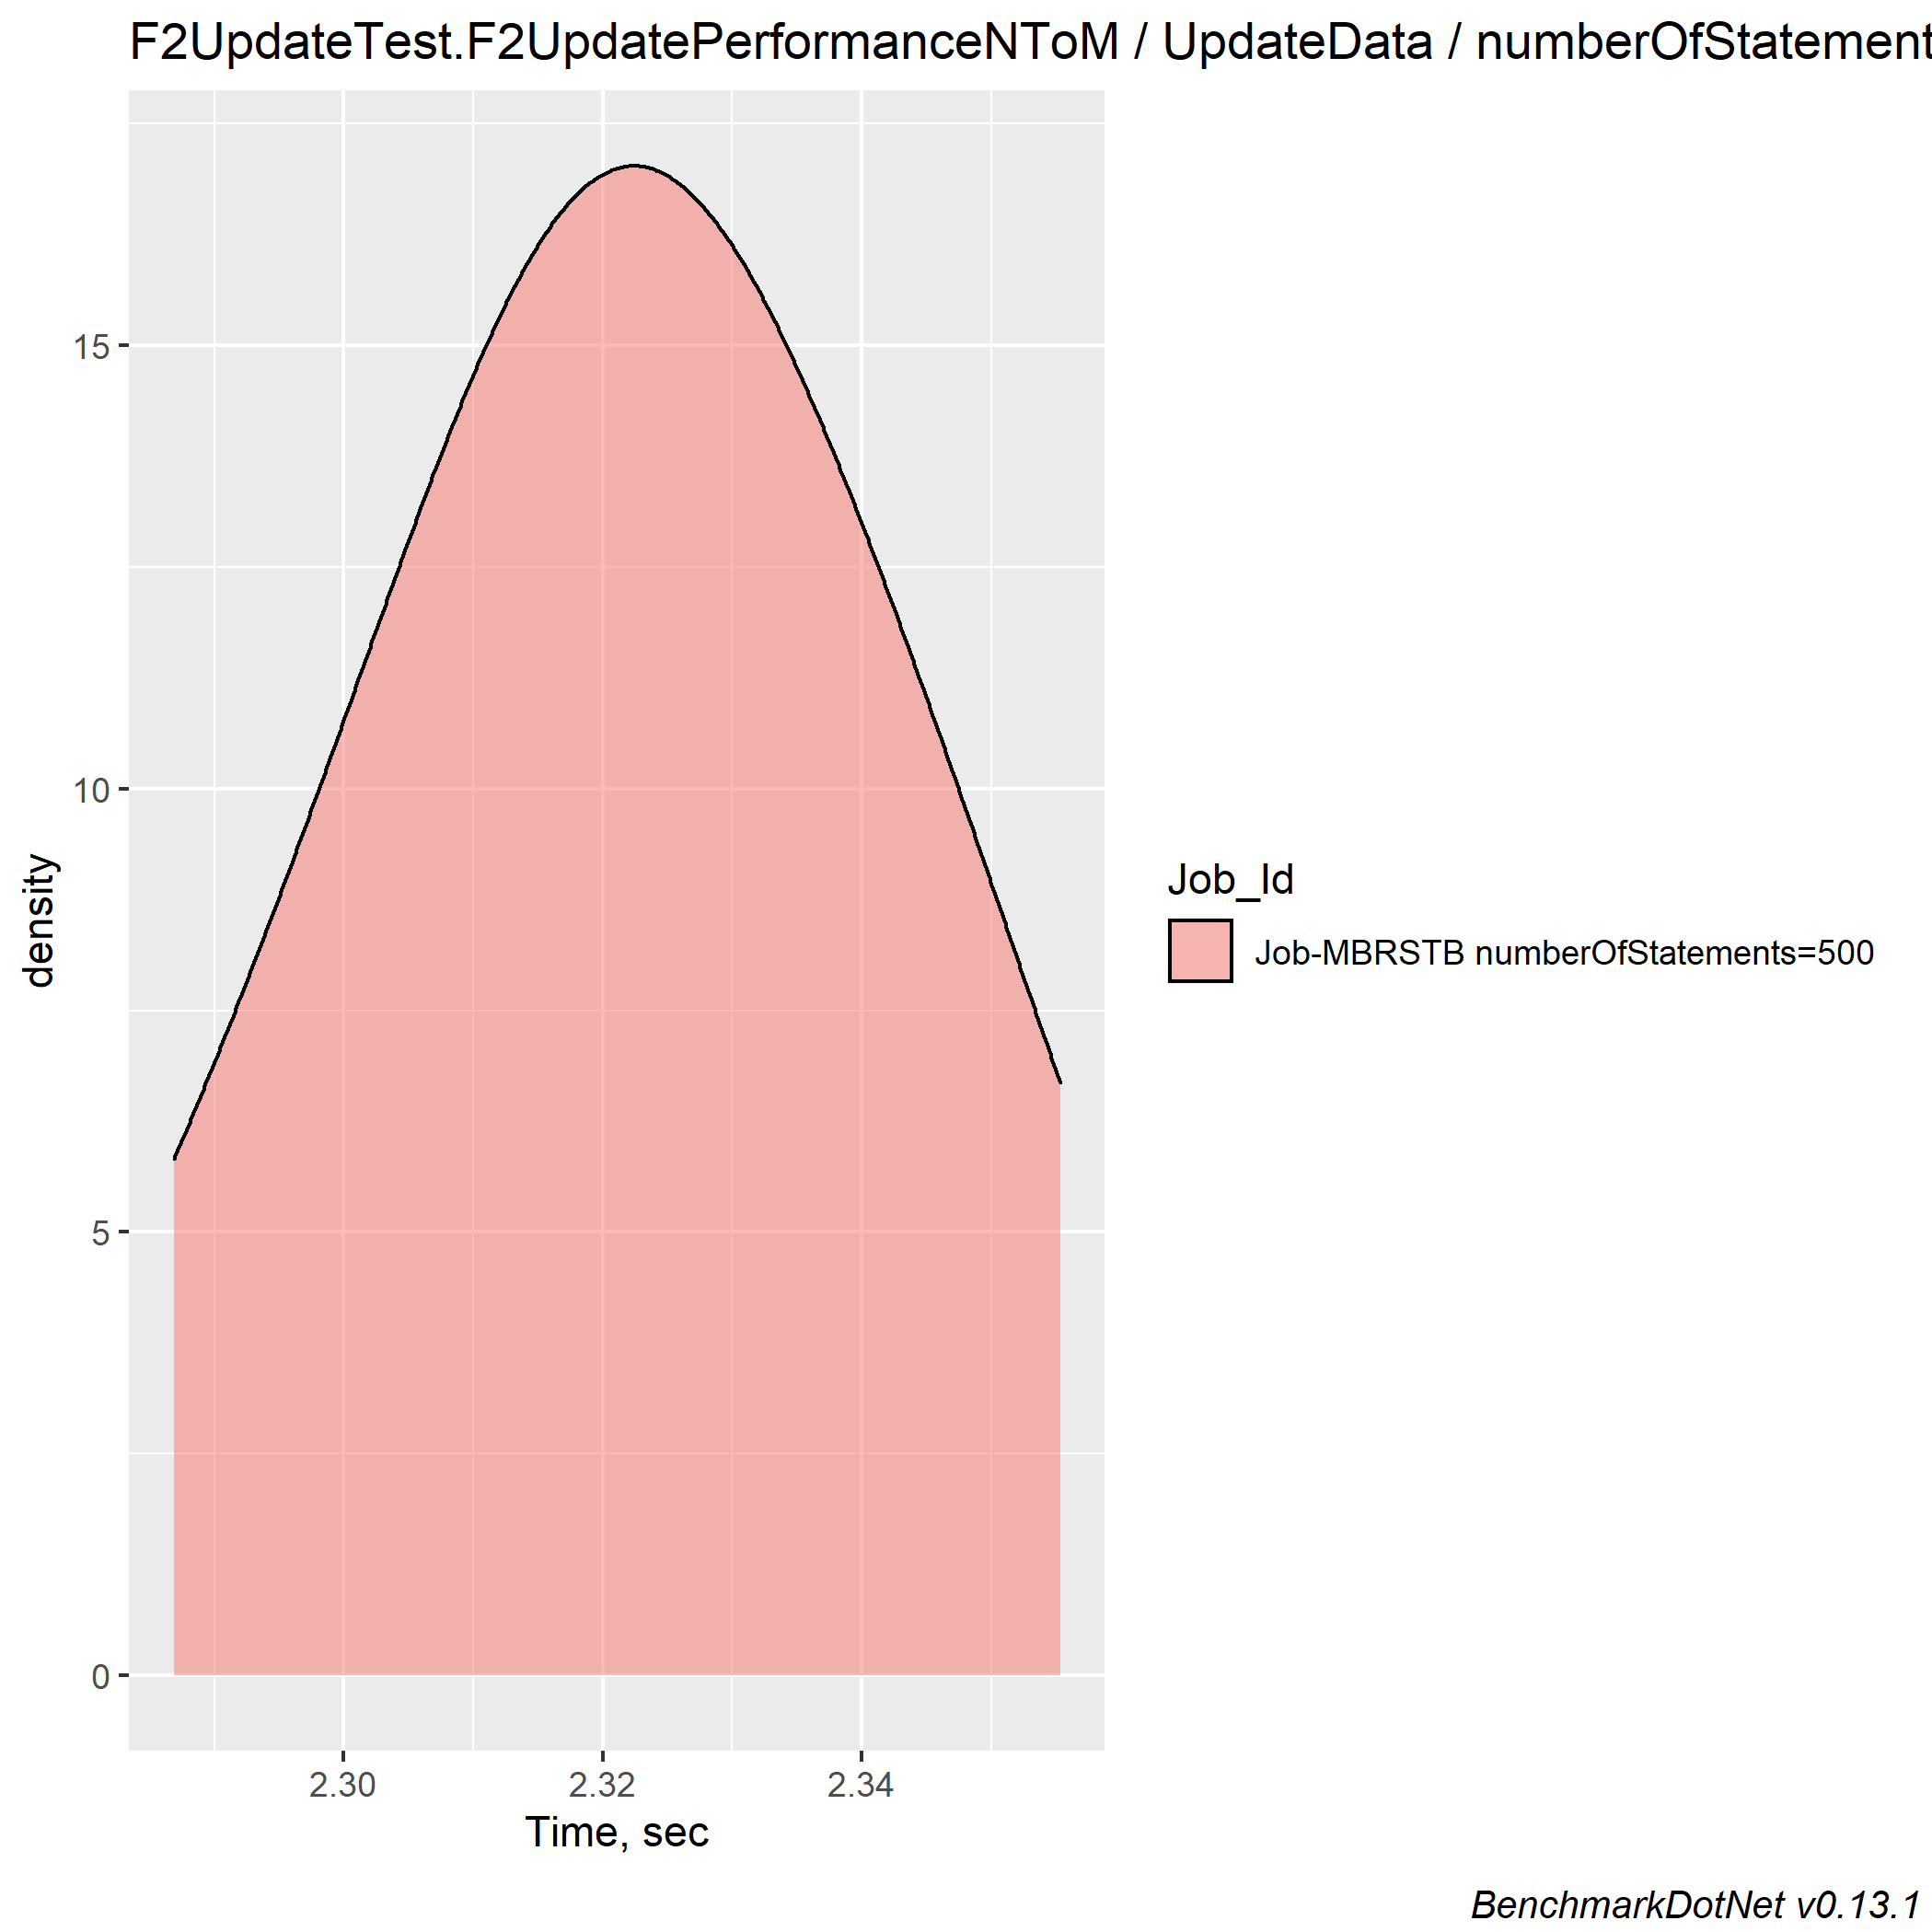 F2UpdateTest.F2UpdatePerformanceNToM / UpdateData / numberOfStatement
15
10
5
0
density
2.30 2.32 2.34
Time, sec
Job_Id
Job-MBRSTB numberOfStatements=500
BenchmarkDotNet v0.13.1